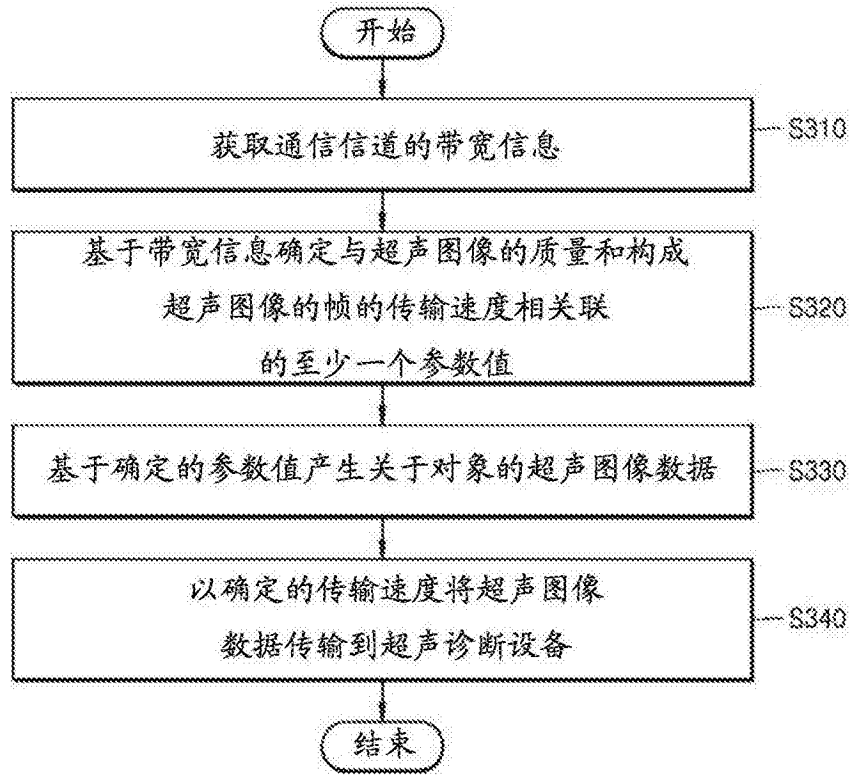 开始
获取通信信道的带宽信息
S310
基于带宽信息确定与超声图像的质量和构成
超声图像的帧的传输速度相关联
的至少一个参数值
S320
基于确定的参数值产生关于对象的超声图像数据
S330
以确定的传输速度将超声图像
数据传输到超声诊断设备
S340
结束